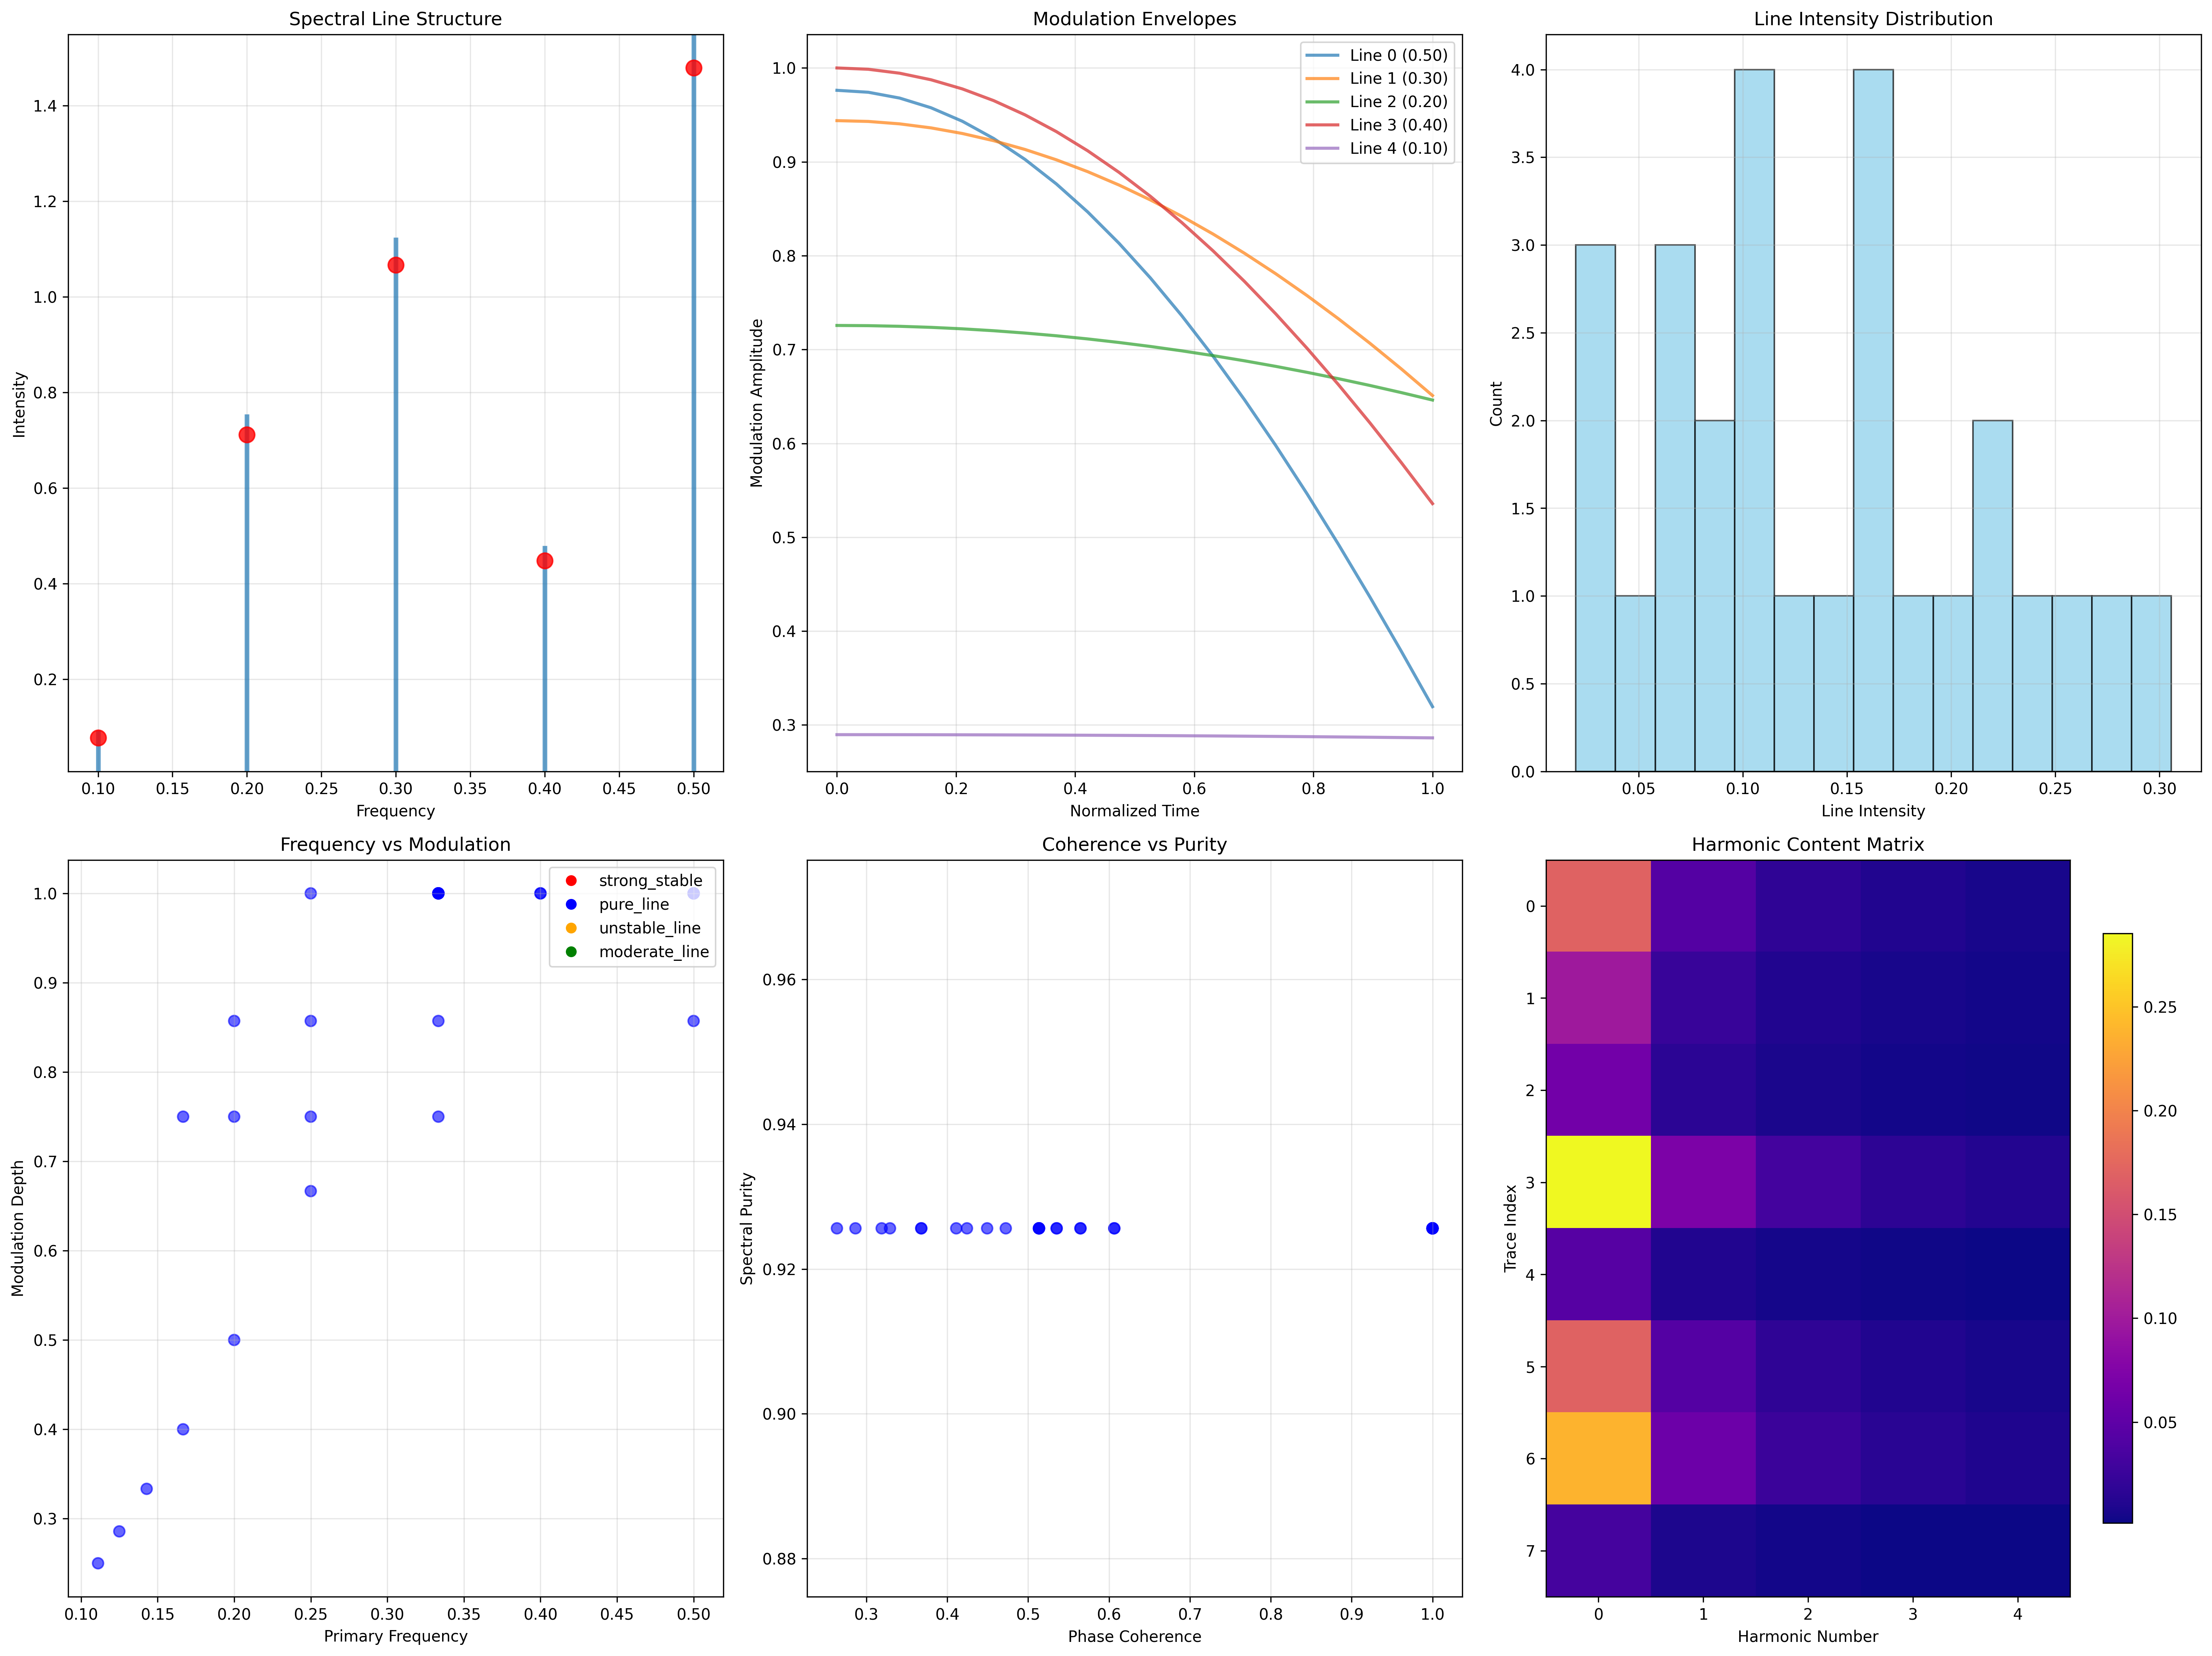 Spectral Line Structure
Intensity
1.4
1.2
1.0
0.8
0.6
0.4
0.2
0.10 0.15 0.20 0.25 0.30 0.35 0.40 0.45 0.50
Frequency
Modulation Envelopes
Modulation Amplitude
1.0
0.9
0.8
0.7
0.6
0.5
0.4
0.3
Line 0 (0.50)
Line 1 (0.30)
Line 2 (0.20)
Line 3 (0.40)
Line 4 (0.10)
0.0 0.2 0.4 0.6 0.8 1.0
Normalized Time
Line Intensity Distribution
Count
4.0
3.5
3.0
2.5
2.0
1.5
1.0
0.5
0.0
0.05 0.10 0.15 0.20 0.25 0.30
Line Intensity
Frequency vs Modulation
Modulation Depth
1.0
0.9
0.8
0.7
0.6
0.5
0.4
0.3
strong_stable
pure_line
unstable_line
moderate_line
0.10 0.15 0.20 0.25 0.30 0.35 0.40 0.45 0.50
Primary Frequency
Coherence vs Purity
Spectral Purity
0.96
0.94
0.92
0.90
0.88
0.3 0.4 0.5 0.6 0.7 0.8 0.9 1.0
Phase Coherence
Harmonic Content Matrix
Trace Index
0
1
2
3
4
5
6
7
0 1 2 3 4
Harmonic Number
0.25
0.20
0.15
0.10
0.05